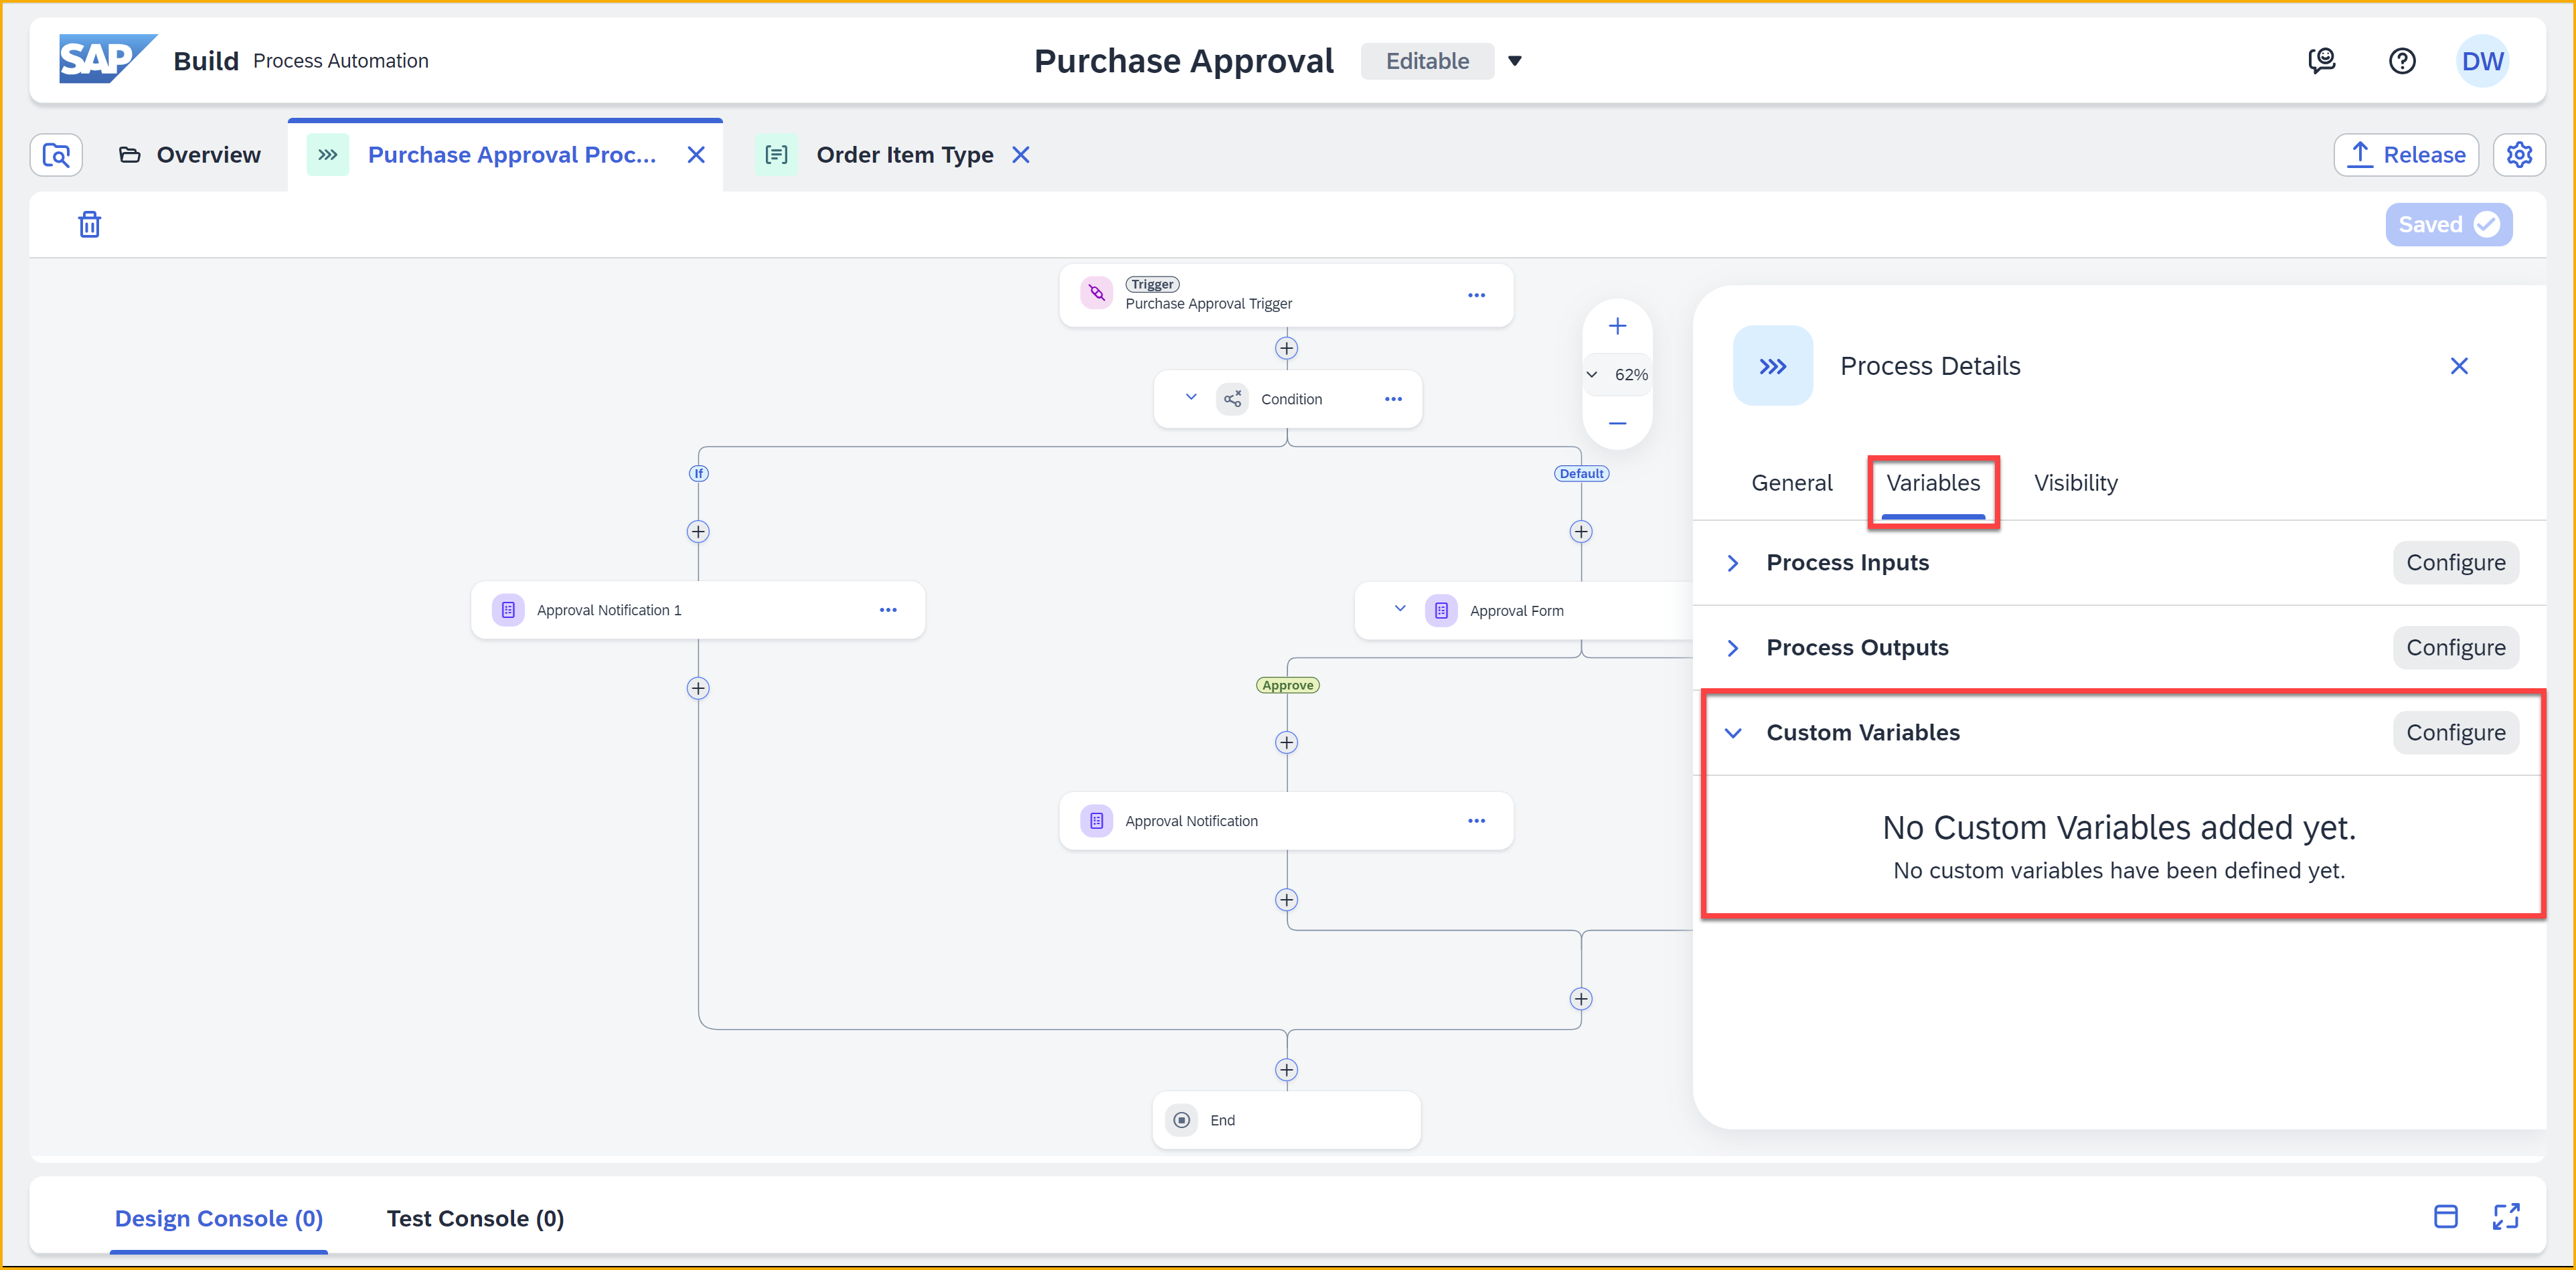 SAP Build Process Automation
Purchase Approval Editable
DW
Overview
Purchase Approval Proc...
Order Item Type
Release
Saved
Trigger
Purchase Approval Trigger
Condition
62%
If
Default
Approval Notification 1
Approval Form
Approve
Approval Notification
End
Process Details
General Variables Visibility
Process Inputs Configure
Process Outputs Configure
Custom Variables Configure
No Custom Variables added yet.
No custom variables have been defined yet.
Design Console (0) Test Console (0)